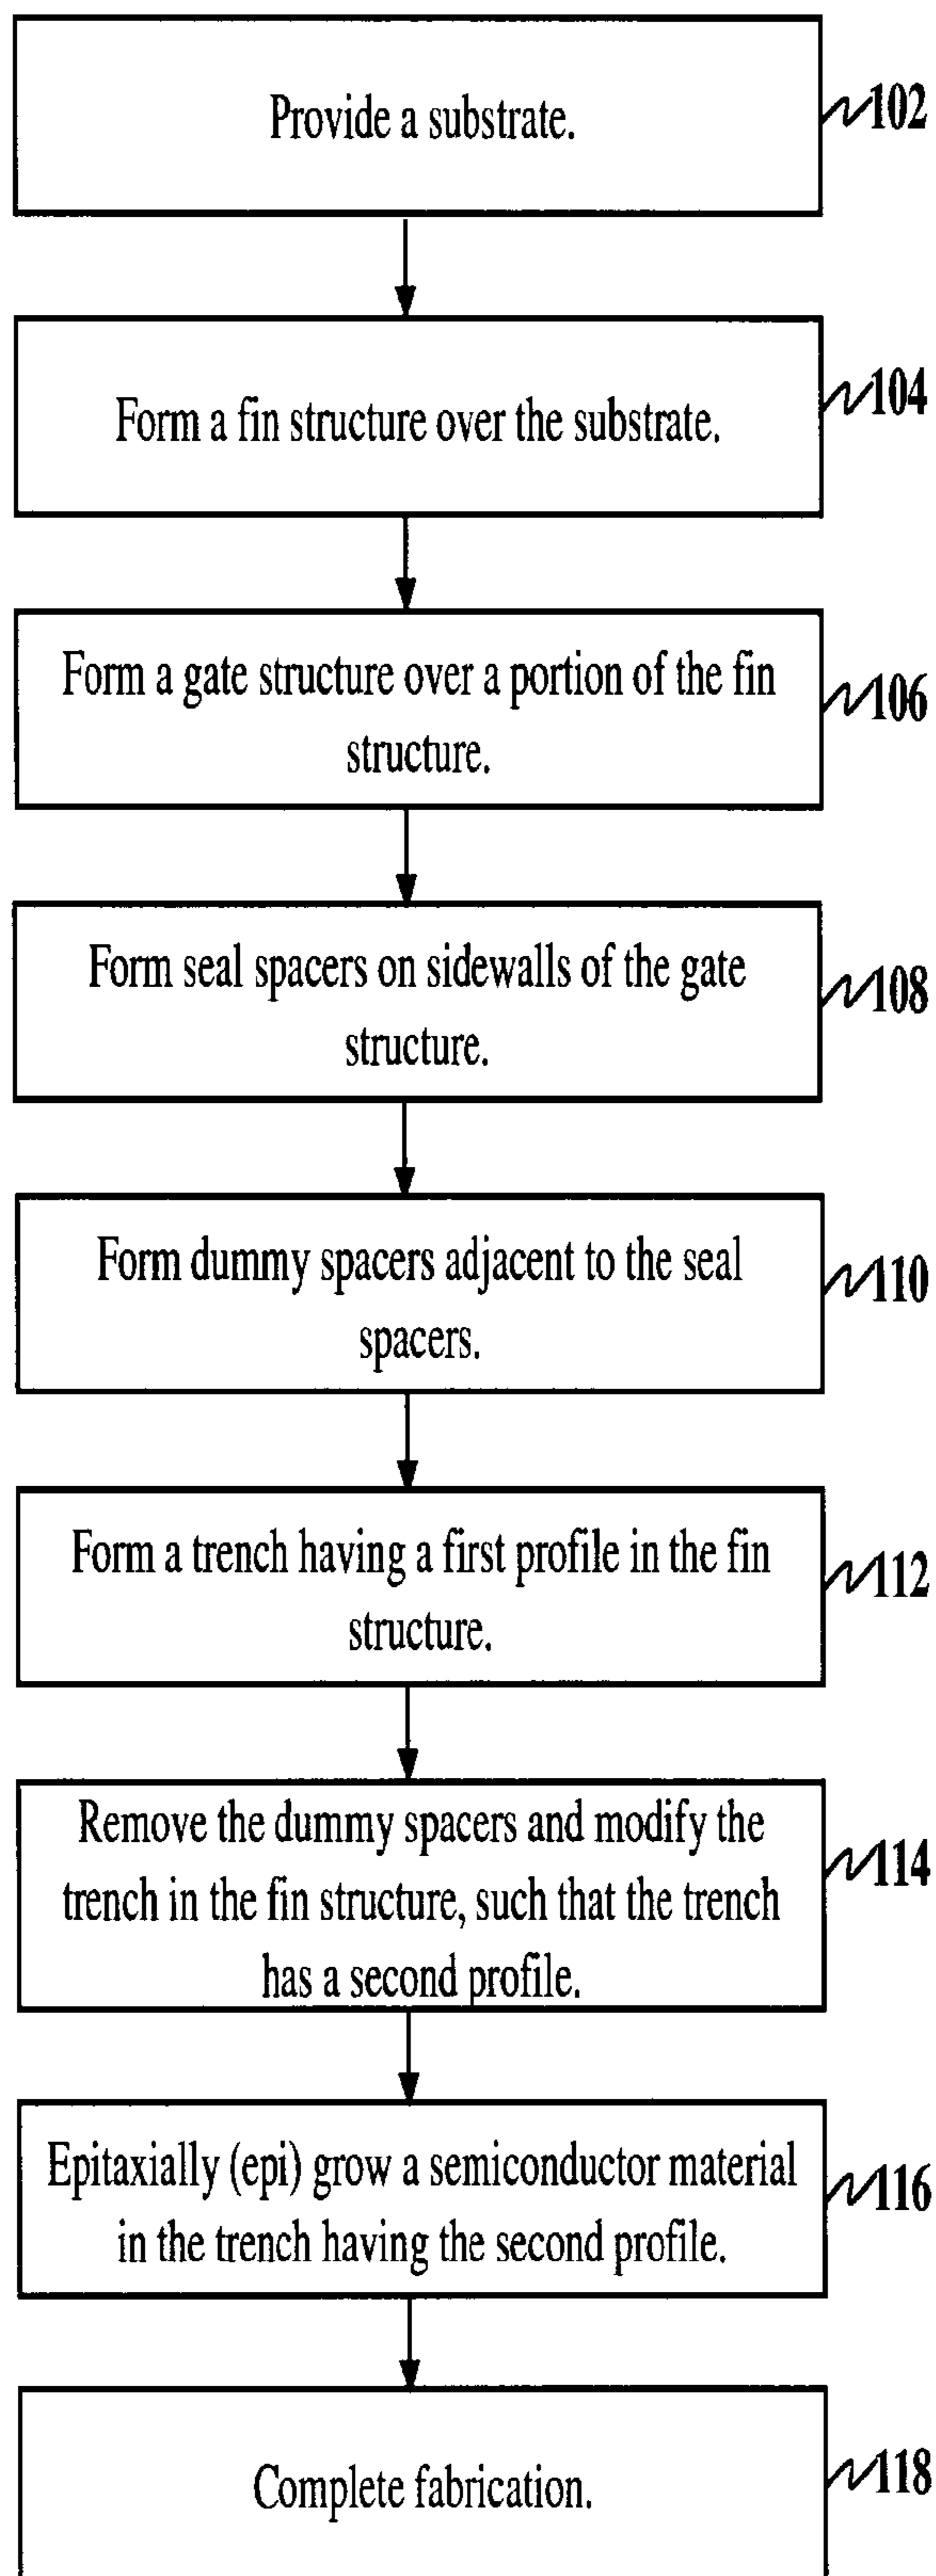 Provide a substrate.
102
Form a fin structure over the substrate.
104
Form a gate structure over a portion of the fin
structure.
106
Form seal spacers on sidewalls of the gate
structure.
108
Form dummy spacers adjacent to the seal
spacers.
110
Form a trench having a first profile in the fin
structure.
112
Remove the dummy spacers and modify the
trench in the fin structure, such that the trench
has a second profile.
114
Epitaxially (epi) grow a semiconductor material
in the trench having the second profile.
116
Complete fabrication.
118